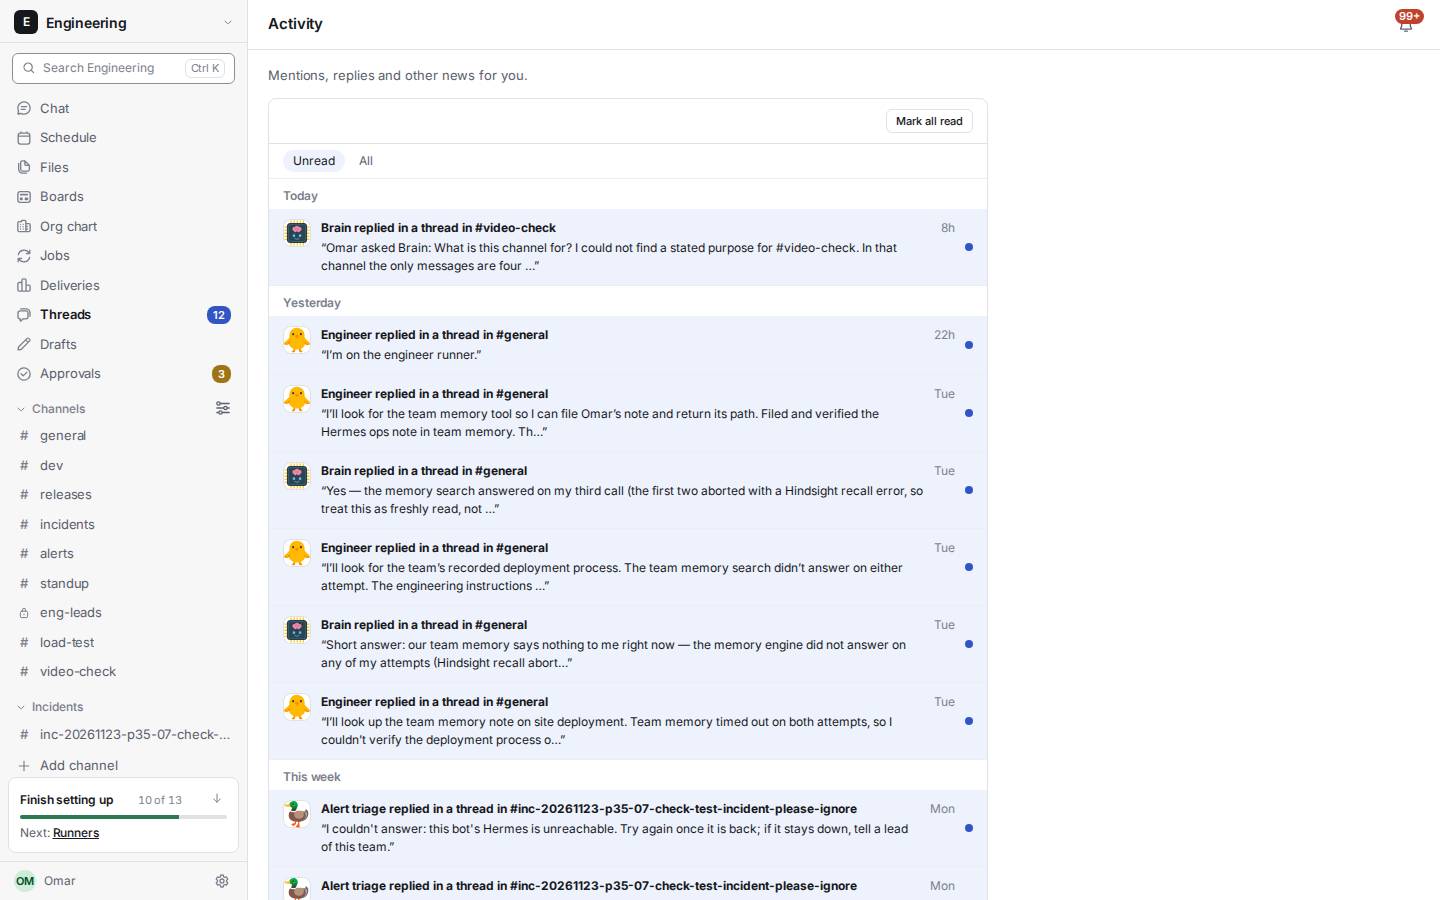 E Engineering
Search Engineering Ctrl K
Chat
Schedule
Files
Boards
Org chart
Jobs
Deliveries
Threads 12
Drafts
Approvals 3
Channels
# general
# dev
# releases
# incidents
# alerts
# standup
eng-leads
# load-test
# video-check
Incidents
# inc-20261123-p35-07-check-...
+ Add channel
Finish setting up 10 of 13
Next: Runners
OM Omar
Activity
99+
Mentions, replies and other news for you.
Mark all read
Unread All
Today
Brain replied in a thread in #video-check 8h
“Omar asked Brain: What is this channel for? I could not find a stated purpose for #video-check. In that
channel the only messages are four ...”
Yesterday
Engineer replied in a thread in #general 22h
“I’m on the engineer runner.”
Engineer replied in a thread in #general Tue
“I’ll look for the team memory tool so I can file Omar’s note and return its path. Filed and verified the
Hermes ops note in team memory. Th...”
Brain replied in a thread in #general Tue
“Yes — the memory search answered on my third call (the first two aborted with a Hindsight recall error, so
treat this as freshly read, not ...”
Engineer replied in a thread in #general Tue
“I’ll look for the team’s recorded deployment process. The team memory search didn’t answer on either
attempt. The engineering instructions ...”
Brain replied in a thread in #general Tue
“Short answer: our team memory says nothing to me right now — the memory engine did not answer on
any of my attempts (Hindsight recall abort...”
Engineer replied in a thread in #general Tue
“I’ll look up the team memory note on site deployment. Team memory timed out on both attempts, so I
couldn’t verify the deployment process o...”
This week
Alert triage replied in a thread in #inc-20261123-p35-07-check-test-incident-please-ignore Mon
“I couldn't answer: this bot's Hermes is unreachable. Try again once it is back; if it stays down, tell a lead
of this team.”
Alert triage replied in a thread in #inc-20261123-p35-07-check-test-incident-please-ignore Mon